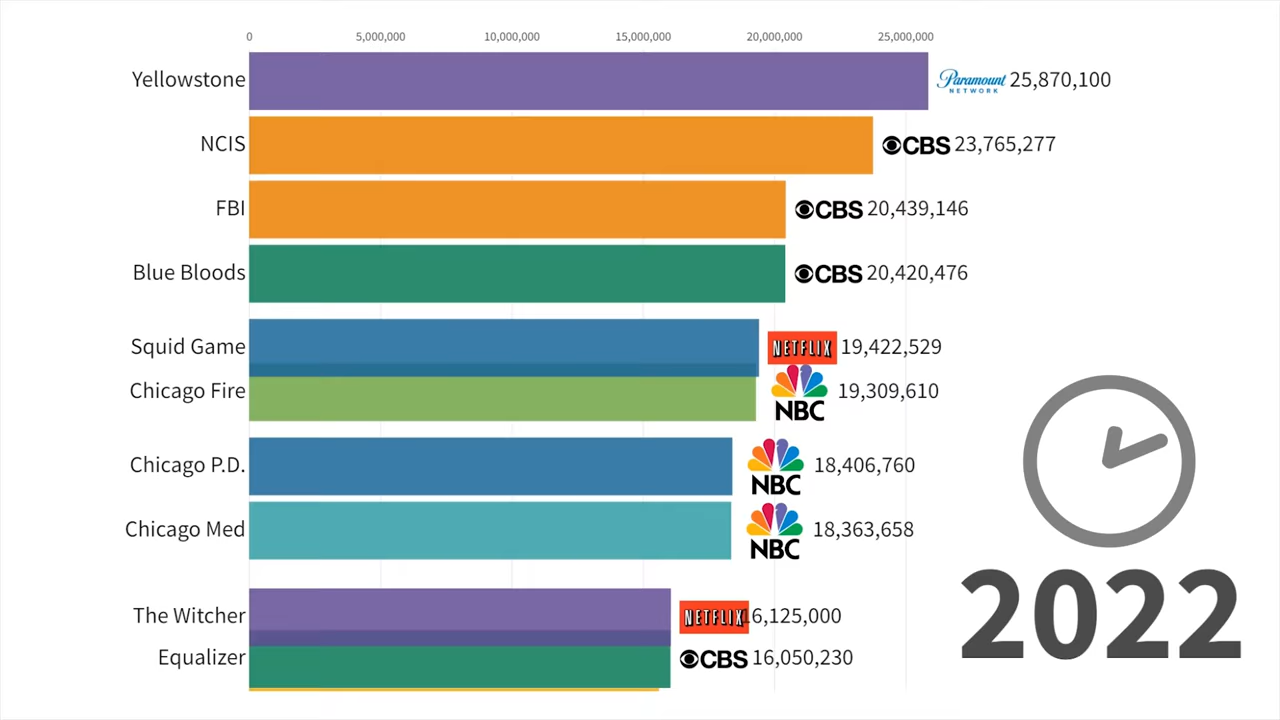 0 5,000,000 10,000,000 15,000,000 20,000,000 25,000,000
Yellowstone Paramount NETWORK 25,870,100
NCIS CBS 23,765,277
FBI CBS 20,439,146
Blue Bloods CBS 20,420,476
Squid Game NETFLIX 19,422,529
Chicago Fire NBC 19,309,610
Chicago P.D. NBC 18,406,760
Chicago Med NBC 18,363,658
The Witcher NETFLIX 16,125,000
Equalizer CBS 16,050,230
2022